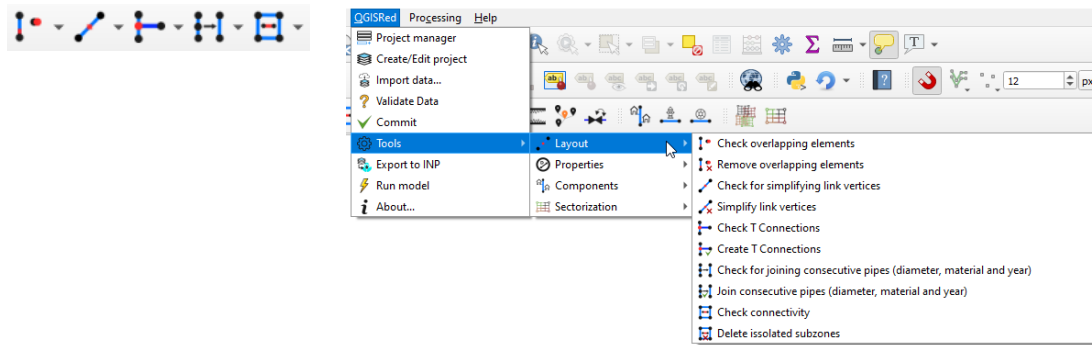 QGISRed Processing Help
Project manager
Create/Edit project
Import data...
Validate Data
Commit
Tools
Export to INP
Run model
About...
Layout
Properties
Components
Sectorization
Check overlapping elements
Remove overlapping elements
Check for simplifying link vertices
Simplify link vertices
Check T Connections
Create T Connections
Check for joining consecutive pipes (diameter, material and year)
Join consecutive pipes (diameter, material and year)
Check connectivity
Delete issolated subzones
12 px